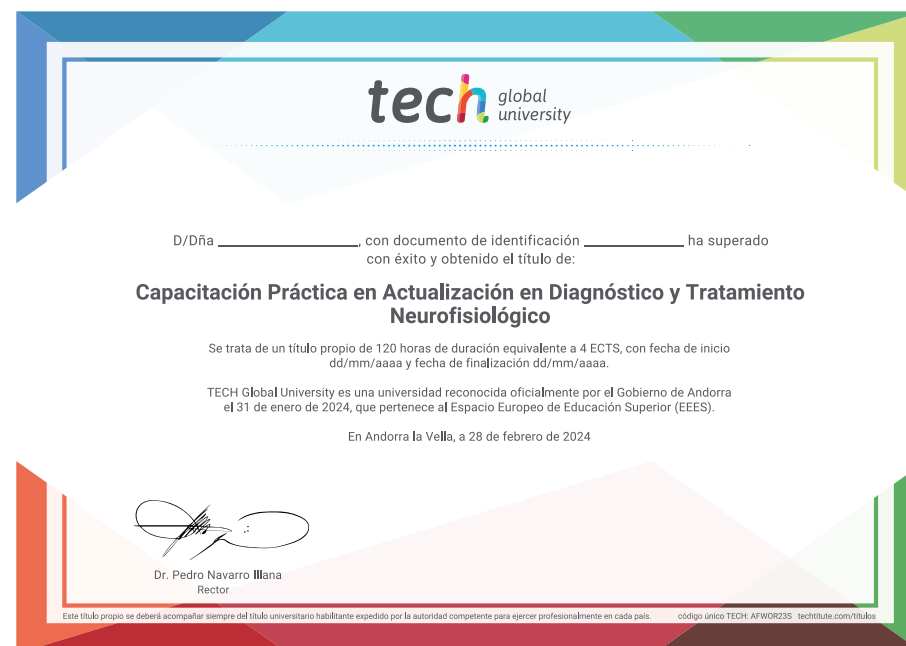 tech global university
D/Dña ____________________, con documento de identificación ______________ ha superado
con éxito y obtenido el título de:
Capacitación Práctica en Actualización en Diagnóstico y Tratamiento
Neurofisiológico
Se trata de un título propio de 120 horas de duración equivalente a 4 ECTS, con fecha de inicio
dd/mm/aaaa y fecha de finalización dd/mm/aaaa.
TECH Global University es una universidad reconocida oficialmente por el Gobierno de Andorra
el 31 de enero de 2024, que pertenece al Espacio Europeo de Educación Superior (EEES).
En Andorra la Vella, a 28 de febrero de 2024
Dr. Pedro Navarro Illana
Rector
Este título propio se deberá acompañar siempre del título universitario habilitante expedido por la autoridad competente para ejercer profesionalmente en cada país. código único TECH: AFWOR23S techtitute.com/titulos